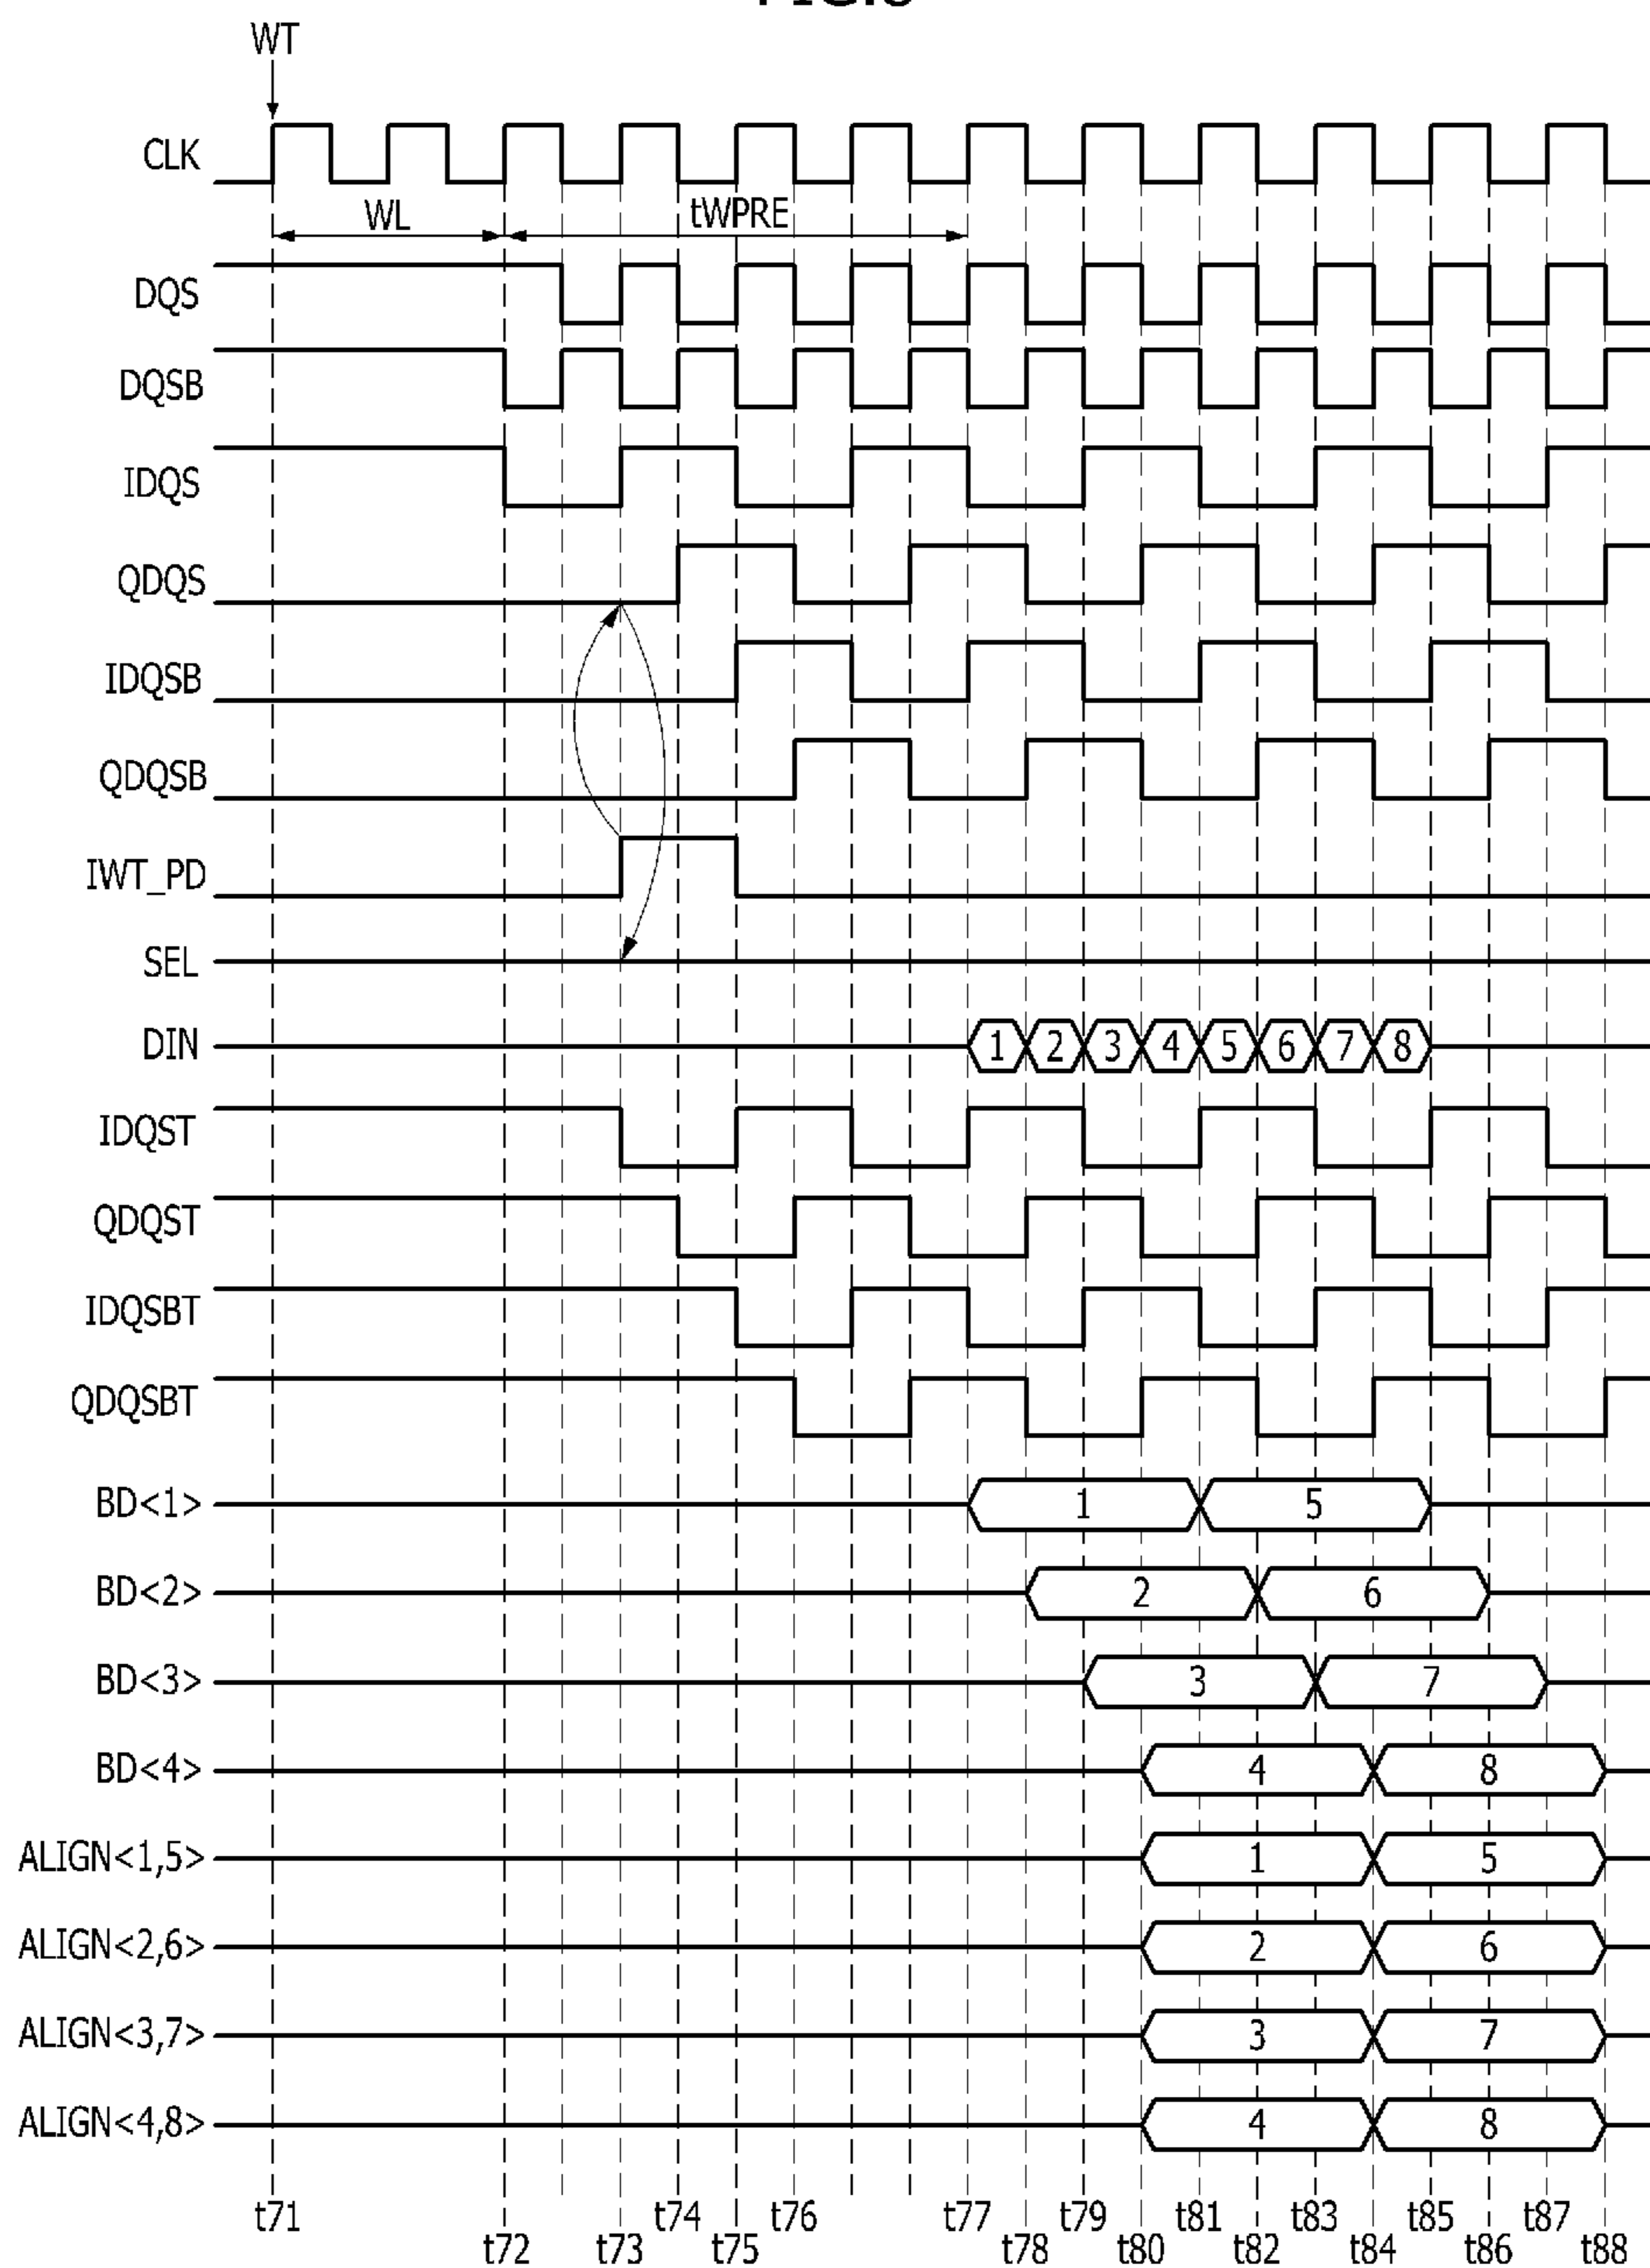 WT
CLK
WL
tWPRE
DQS
DQSB
IDQS
QDQS
IDQSB
QDQSB
IWT_PD
SEL
DIN 1 2 3 4 5 6 7 8
IDQST
QDQST
IDQSBT
QDQSBT
BD<1> 1 5
BD<2> 2 6
BD<3> 3 7
BD<4> 4 8
ALIGN<1,5> 1 5
ALIGN<2,6> 2 6
ALIGN<3,7> 3 7
ALIGN<4,8> 4 8
t71 t74 t76 t77 t79 t81 t83 t85 t87
t72 t73 t75 t78 t80 t82 t84 t86 t88